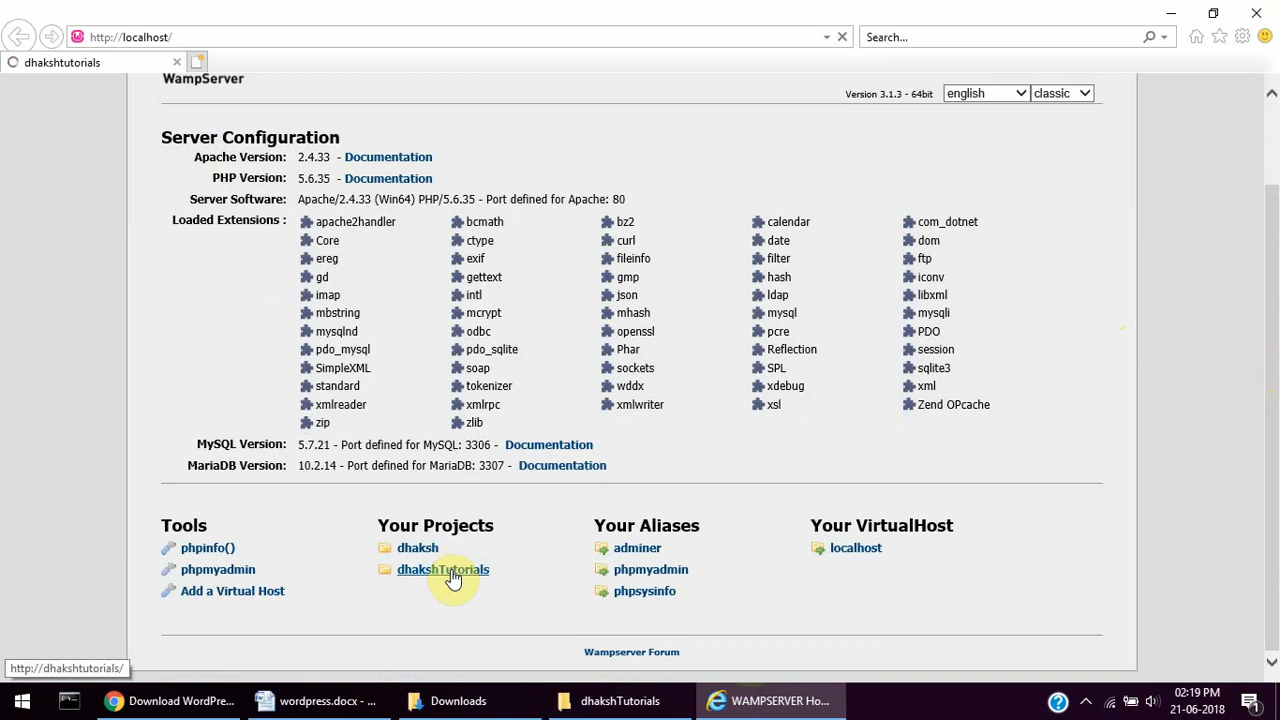 http://localhost/
Search...
dhakshtutorials
WampServer
Version 3.1.3 - 64bit english classic
Server Configuration
Apache Version: 2.4.33 - Documentation
PHP Version: 5.6.35 - Documentation
Server Software: Apache/2.4.33 (Win64) PHP/5.6.35 - Port defined for Apache: 80
Loaded Extensions : apache2handler bcmath bz2 calendar com_dotnet
Core ctype curl date dom
ereg exif fileinfo filter ftp
gd gettext gmp hash iconv
imap intl json ldap libxml
mbstring mcrypt mhash mysql mysqli
mysqlnd odbc openssl pcre PDO
pdo_mysql pdo_sqlite Phar Reflection session
SimpleXML soap sockets SPL sqlite3
standard tokenizer wddx xdebug xml
xmlreader xmlrpc xmlwriter xsl Zend OPcache
zip zlib
MySQL Version: 5.7.21 - Port defined for MySQL: 3306 - Documentation
MariaDB Version: 10.2.14 - Port defined for MariaDB: 3307 - Documentation
Tools Your Projects Your Aliases Your VirtualHost
phpinfo() dhaksh adminer localhost
phpmyadmin dhakshTutorials phpmyadmin
Add a Virtual Host phpsysinfo
Wampserver Forum
http://dhakshtutorials/
Download WordPre... wordpress.docx - ... Downloads dhakshTutorials WAMPSERVER Ho...
02:19 PM
21-06-2018